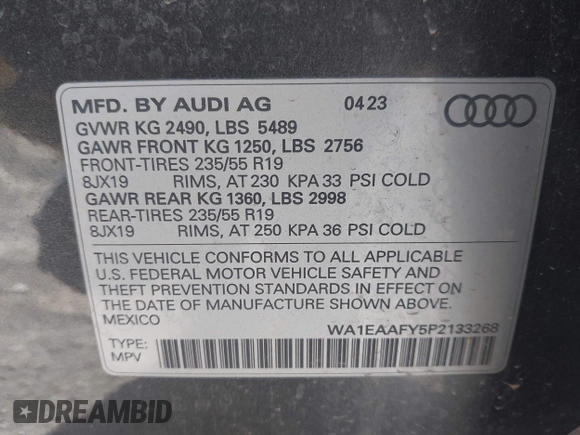 MFD. BY AUDI AG 04 23
GVWR KG 2490, LBS 5489
GAWR FRONT KG 1250, LBS 2756
FRONT-TIRES 235/55 R19
8JX19 RIMS, AT 230 KPA 33 PSI COLD
GAWR REAR KG 1360, LBS 2998
REAR-TIRES 235/55 R19
8JX19 RIMS, AT 250 KPA 36 PSI COLD
THIS VEHICLE CONFORMS TO ALL APPLICABLE
U.S. FEDERAL MOTOR VEHICLE SAFETY AND
THEFT PREVENTION STANDARDS IN EFFECT ON
THE DATE OF MANUFACTURE SHOWN ABOVE.
MEXICO
WA1EAAFY5P2133268
TYPE:
MPV
DREAMBID